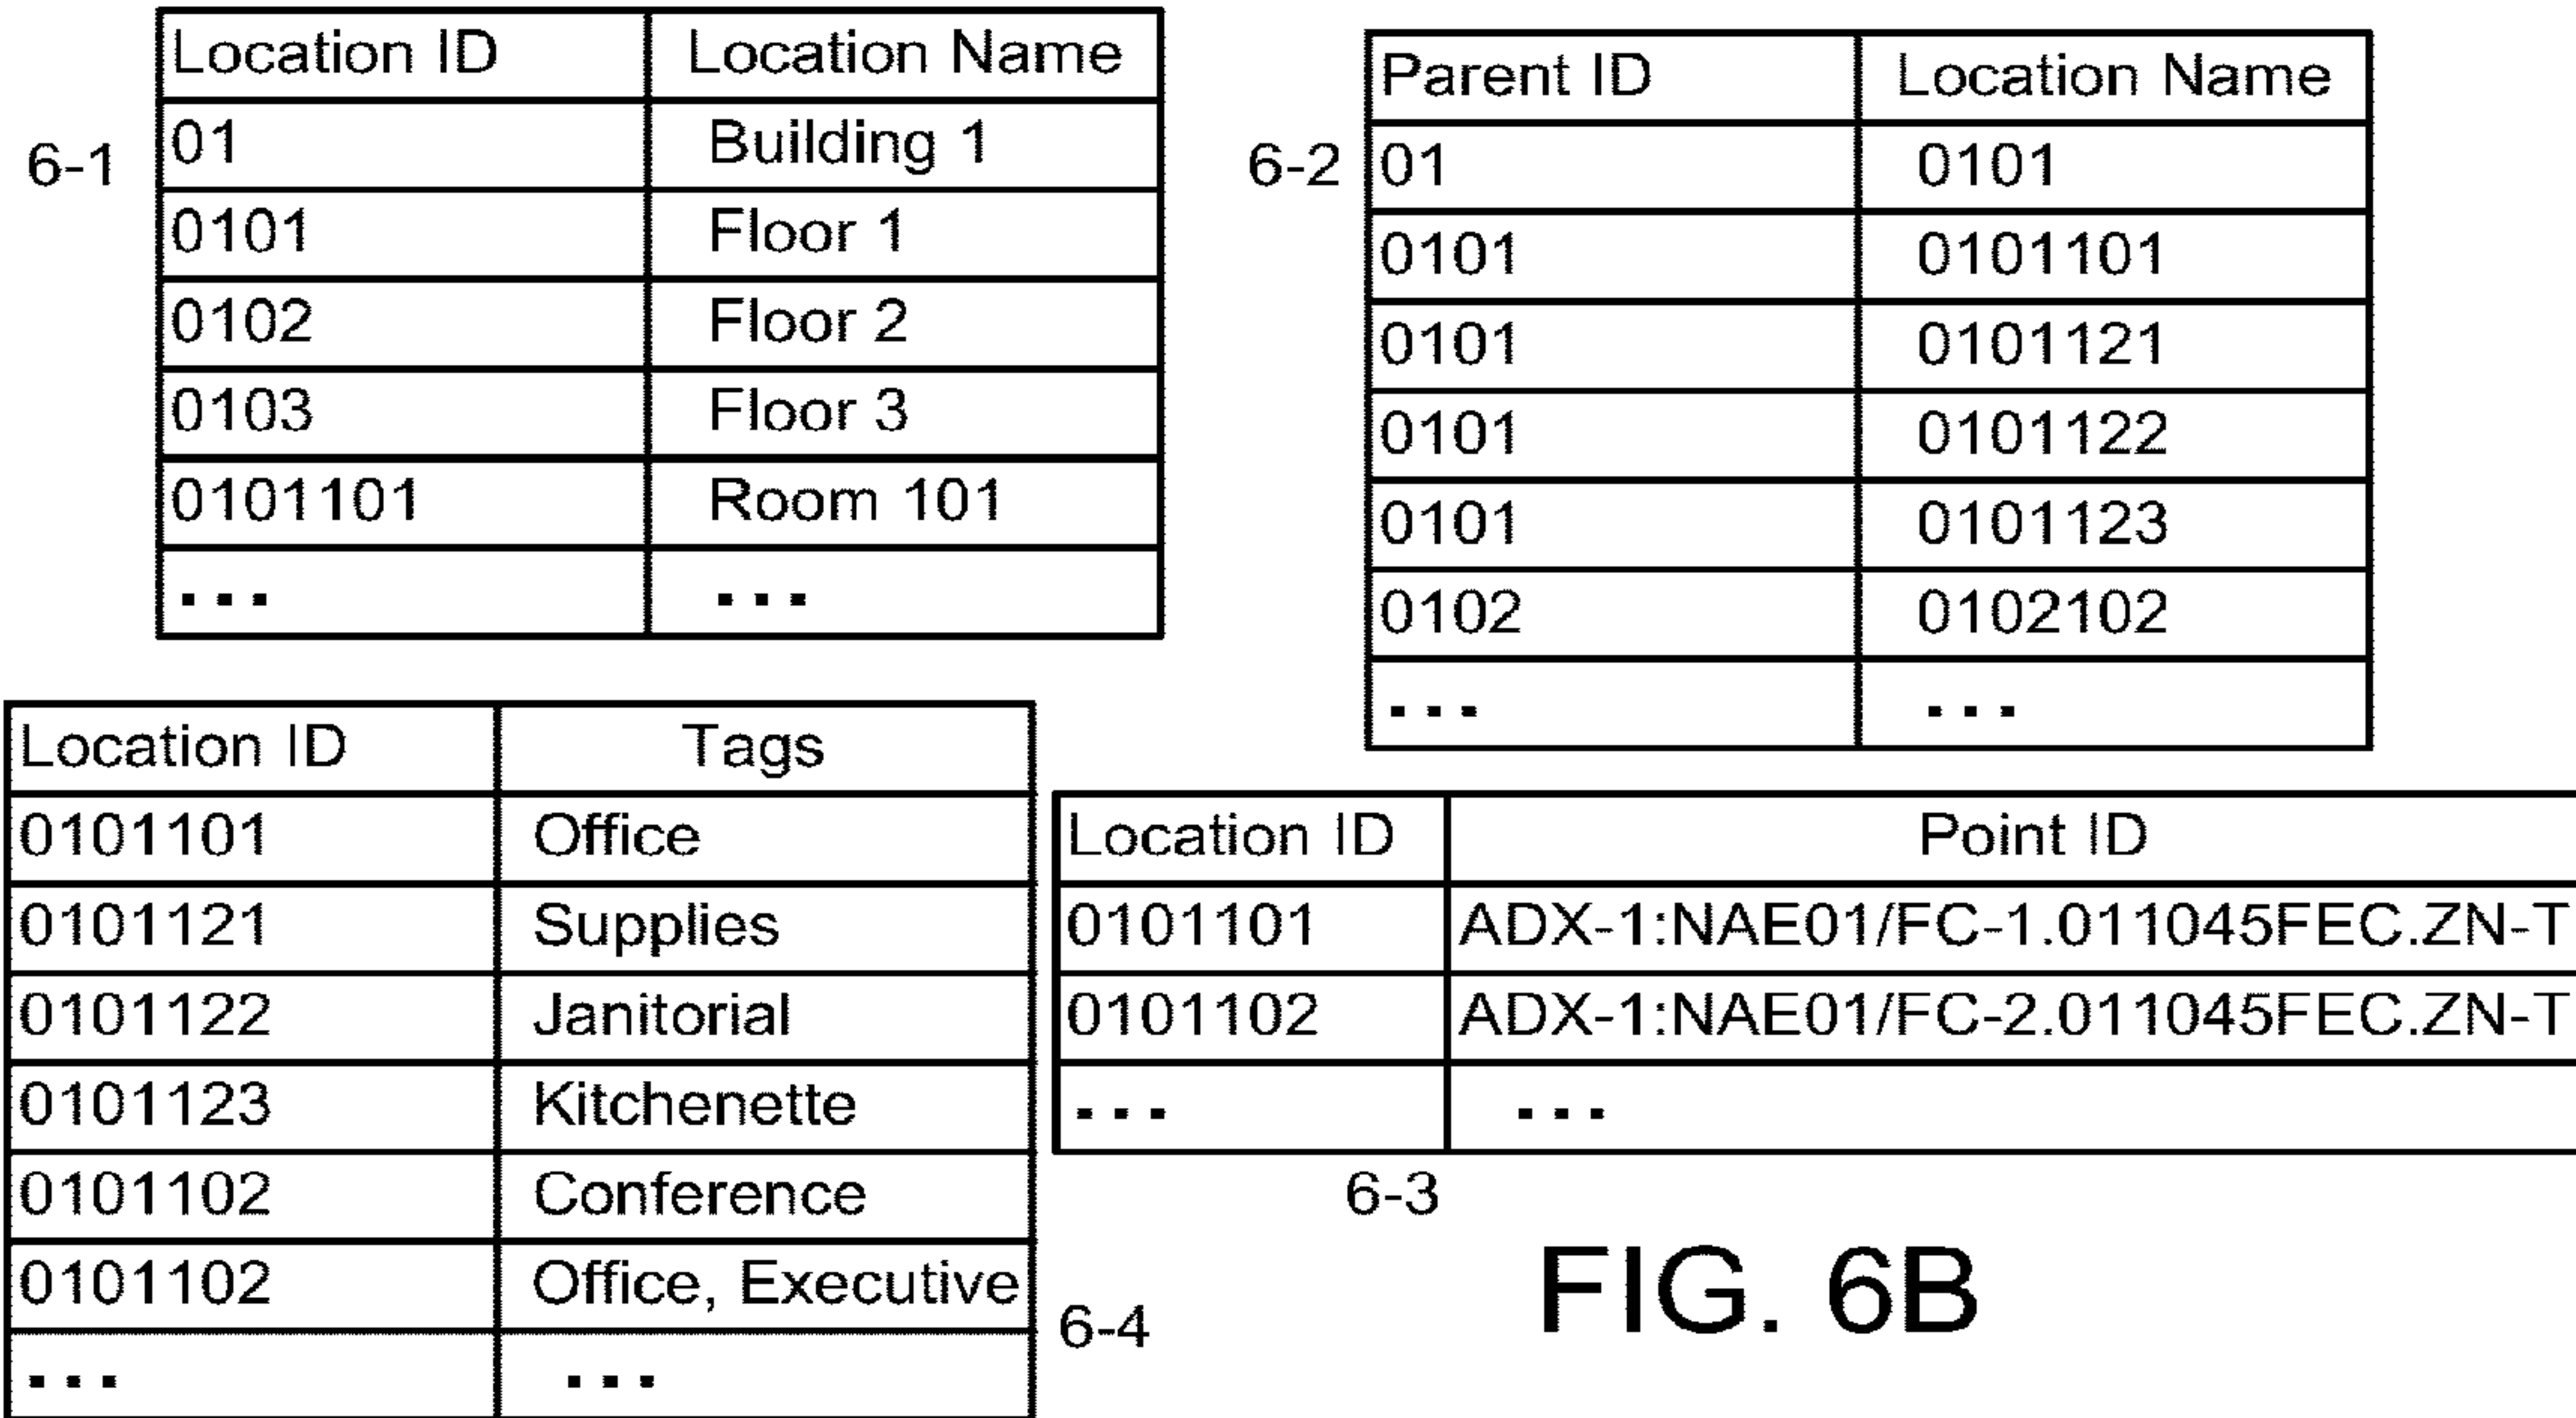 Location ID Location Name
6-1
01 Building 1
0101 Floor 1
0102 Floor 2
0103 Floor 3
0101101 Room 101
... ...
Parent ID Location Name
6-2
01 0101
0101 0101101
0101 0101121
0101 0101122
0101 0101123
0102 0102102
... ...
Location ID Tags
0101101 Office
0101121 Supplies
0101122 Janitorial
0101123 Kitchenette
0101102 Conference
0101102 Office, Executive
... ...
6-4
Location ID Point ID
0101101 ADX-1:NAE01/FC-1.011045FEC.ZN-T
0101102 ADX-1:NAE01/FC-2.011045FEC.ZN-T
... ...
6-3
FIG. 6B